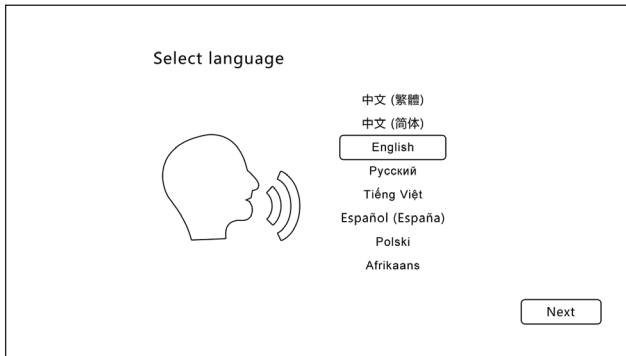 Select language
中文 (繁體)
中文 (简体)
English
Русский
Tiếng Việt
Español (España)
Polski
Afrikaans
Next